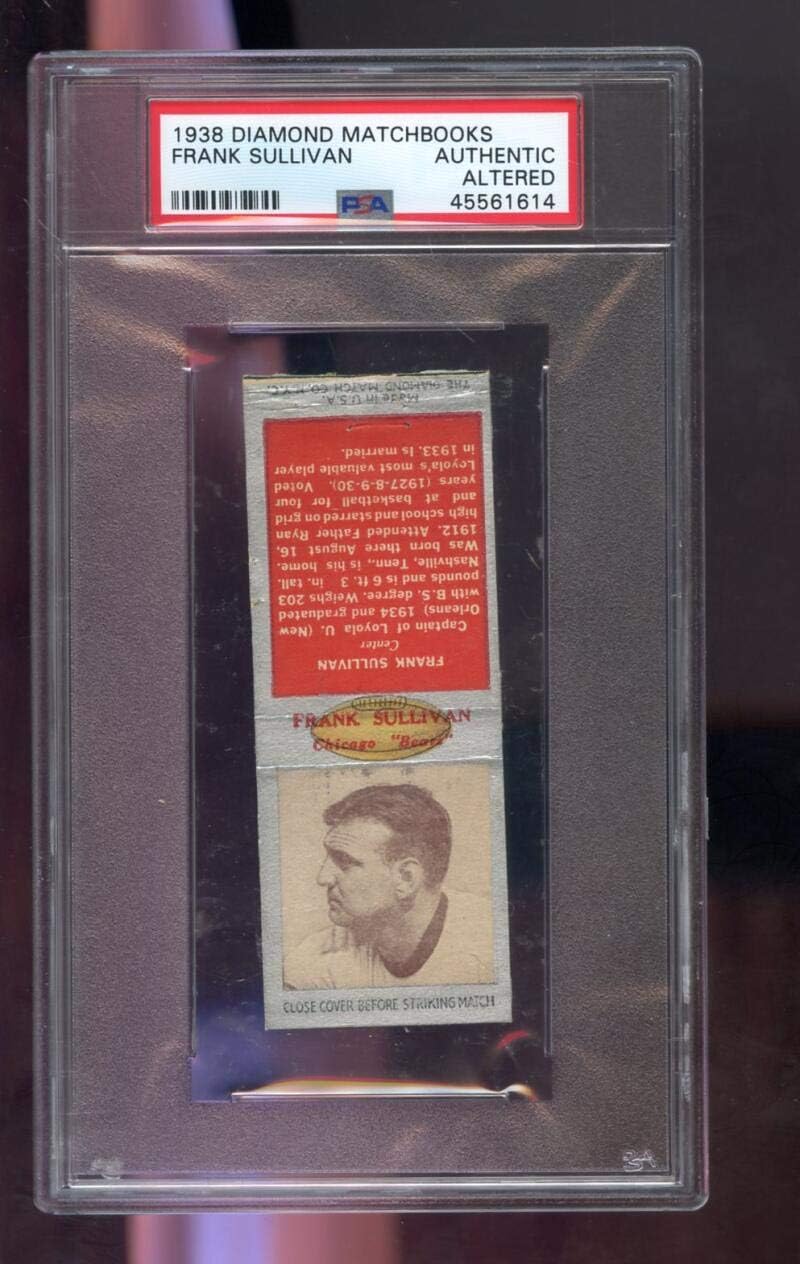 1938 DIAMOND MATCHBOOKS
FRANK SULLIVAN AUTHENTIC
ALTERED
PSA 45561614
THE DIAMOND MATCH CO. N.Y.C.
Made in U.S.A.
FRANK SULLIVAN
Center
Captain of Loyola U. (New
Orleans) 1934 and graduated
with B.S. degree. Weighs 203
pounds and is 6 ft. 3 in. tall.
Nashville, Tenn., is his home.
Was born there August 16,
1912. Attended Father Ryan
high school and starred on grid
and at basketball for four
years (1927-8-9-30). Voted
Loyola's most valuable player
in 1933. Is married.
FRANK SULLIVAN
Chicago "Bears"
CLOSE COVER BEFORE STRIKING MATCH
PSA